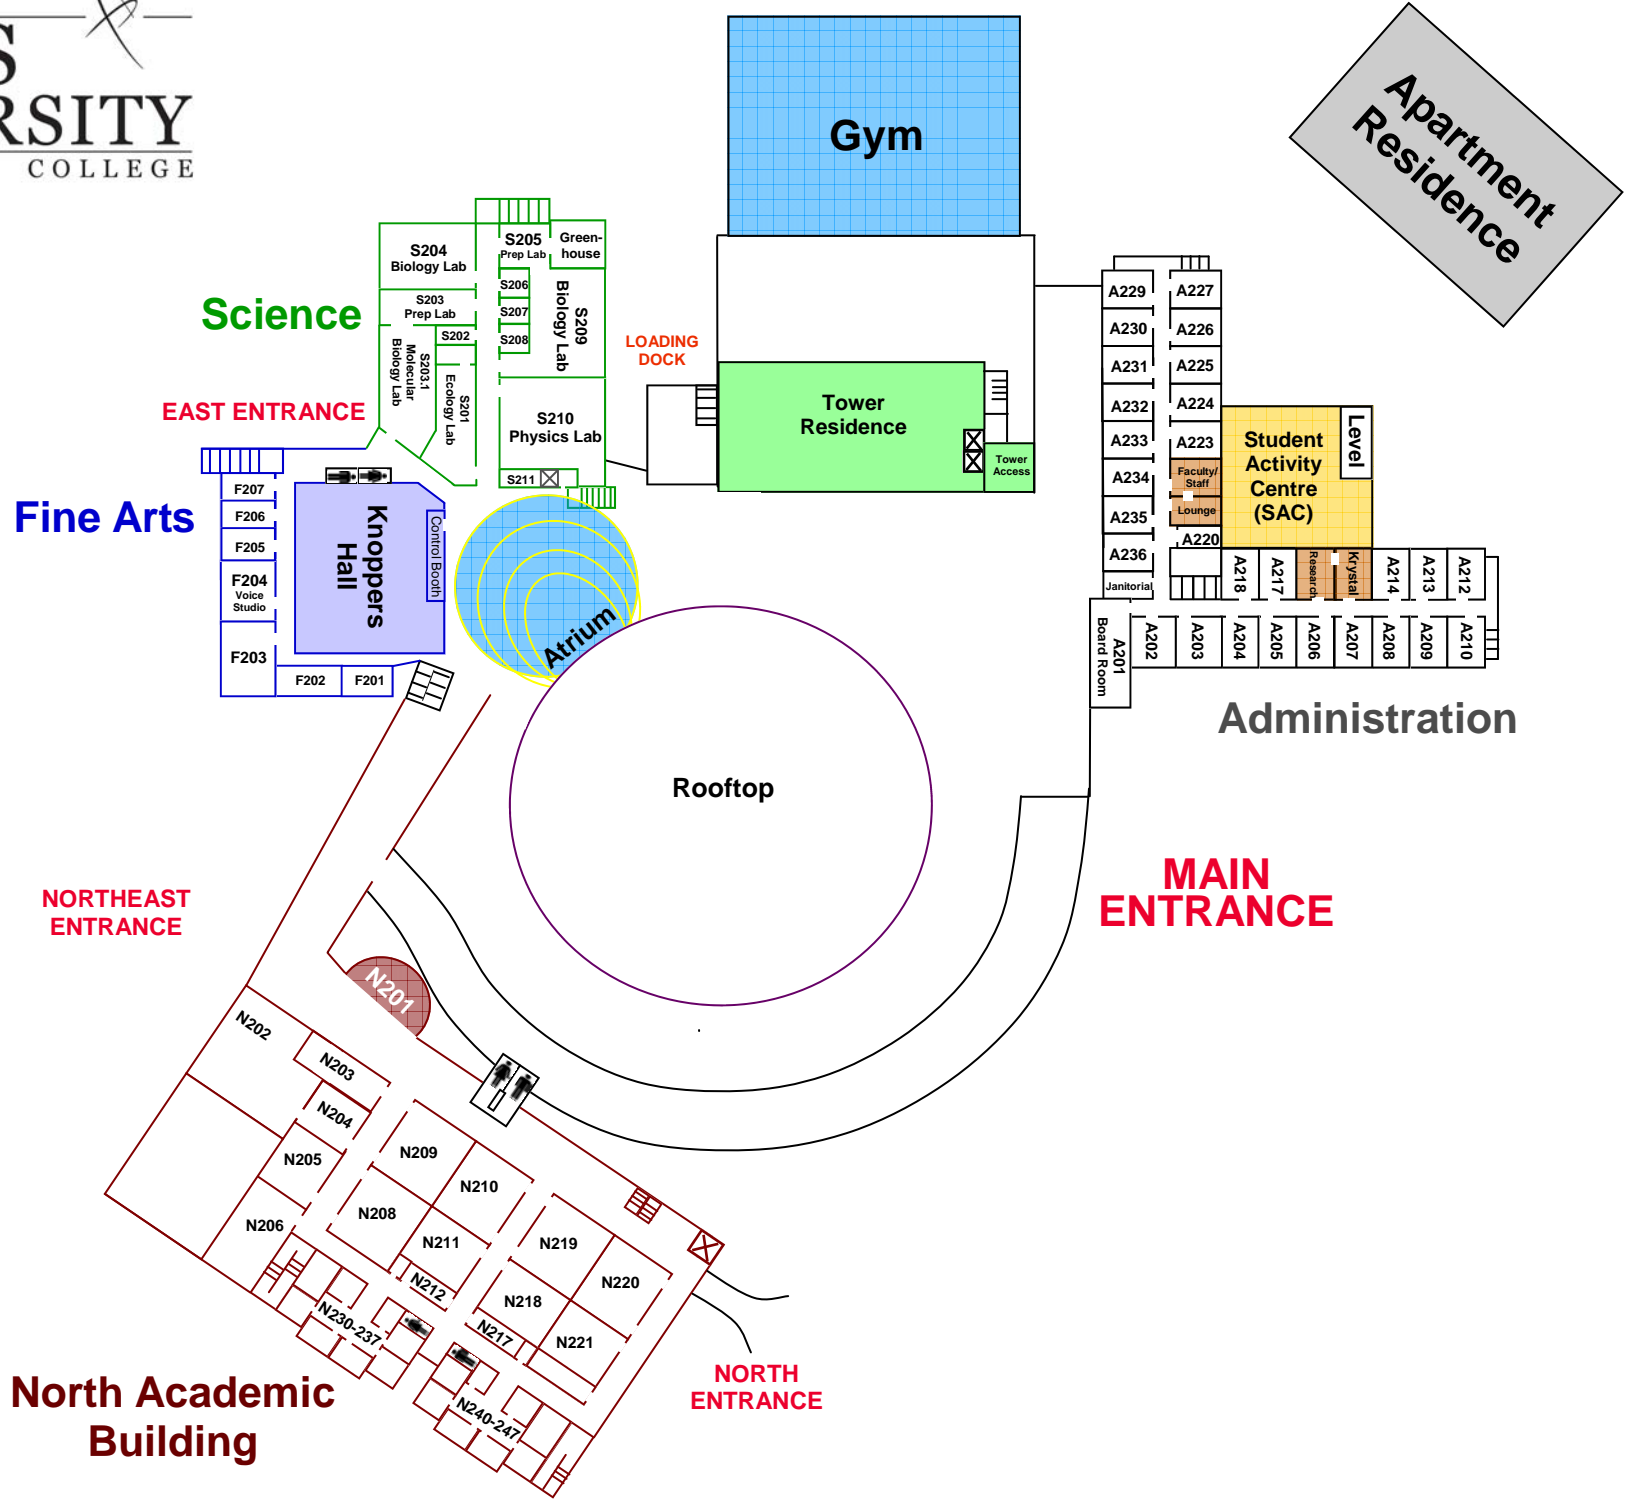 S
RSITY
COLLEGE
Gym
Apartment
Residence
S204
Biology Lab
S205
Prep Lab
Green-
house
S203
Prep Lab
S206
S207
S208
S209
Biology Lab
S202
S203.1
Molecular
Biology Lab
S201
Ecology Lab
S210
Physics Lab
S211
Science
LOADING
DOCK
EAST ENTRANCE
Tower
Residence
Tower
Access
A229
A230
A231
A232
A233
A234
A235
A236
Janitorial
A227
A226
A225
A224
A223
Faculty/
Staff
Lounge
A220
Student
Activity
Centre
(SAC)
Level
A218
A217
Research
Krystal
A214
A213
A212
A201
Board Room
A202
A203
A204
A205
A206
A207
A208
A209
A210
Administration
Fine Arts
F207
F206
F205
F204
Voice
Studio
F203
F202
F201
Knoppers
Hall
Control Booth
Atrium
Rooftop
MAIN
ENTRANCE
NORTHEAST
ENTRANCE
N201
N202
N203
N204
N205
N206
N209
N210
N208
N211
N212
N219
N220
N218
N217
N221
N230-237
N240-247
NORTH
ENTRANCE
North Academic
Building